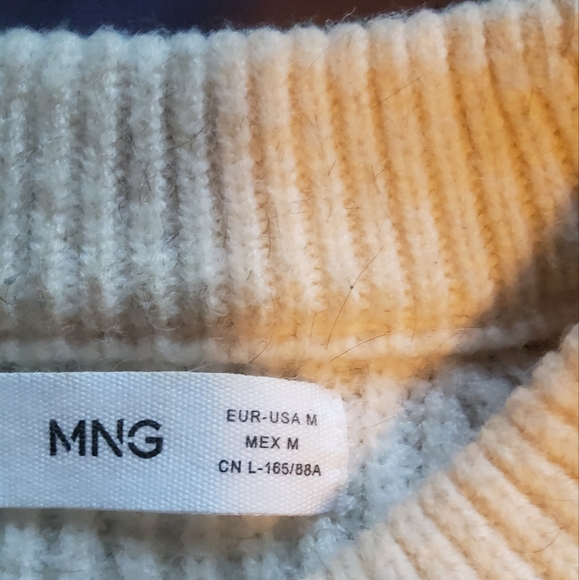 MNG
EUR-USA M
MEX M
CN L-165/88A